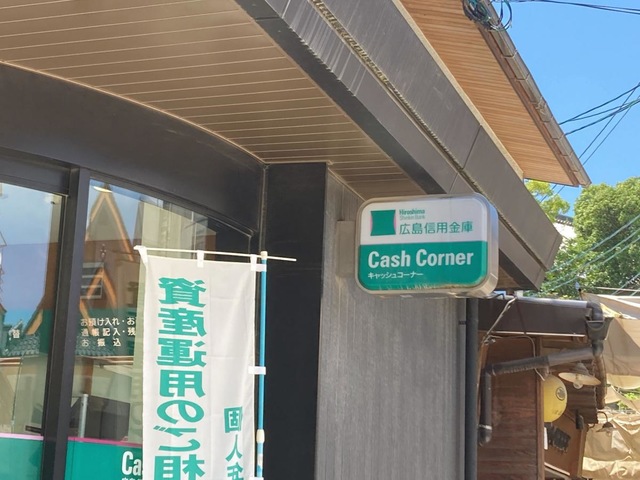 Hiroshima
Shinkin Bank
広島信用金庫
Cash Corner
キャッシュコーナー
資産運用のご相
個人年
お預け入れ・お
通帳記入・残
お振込